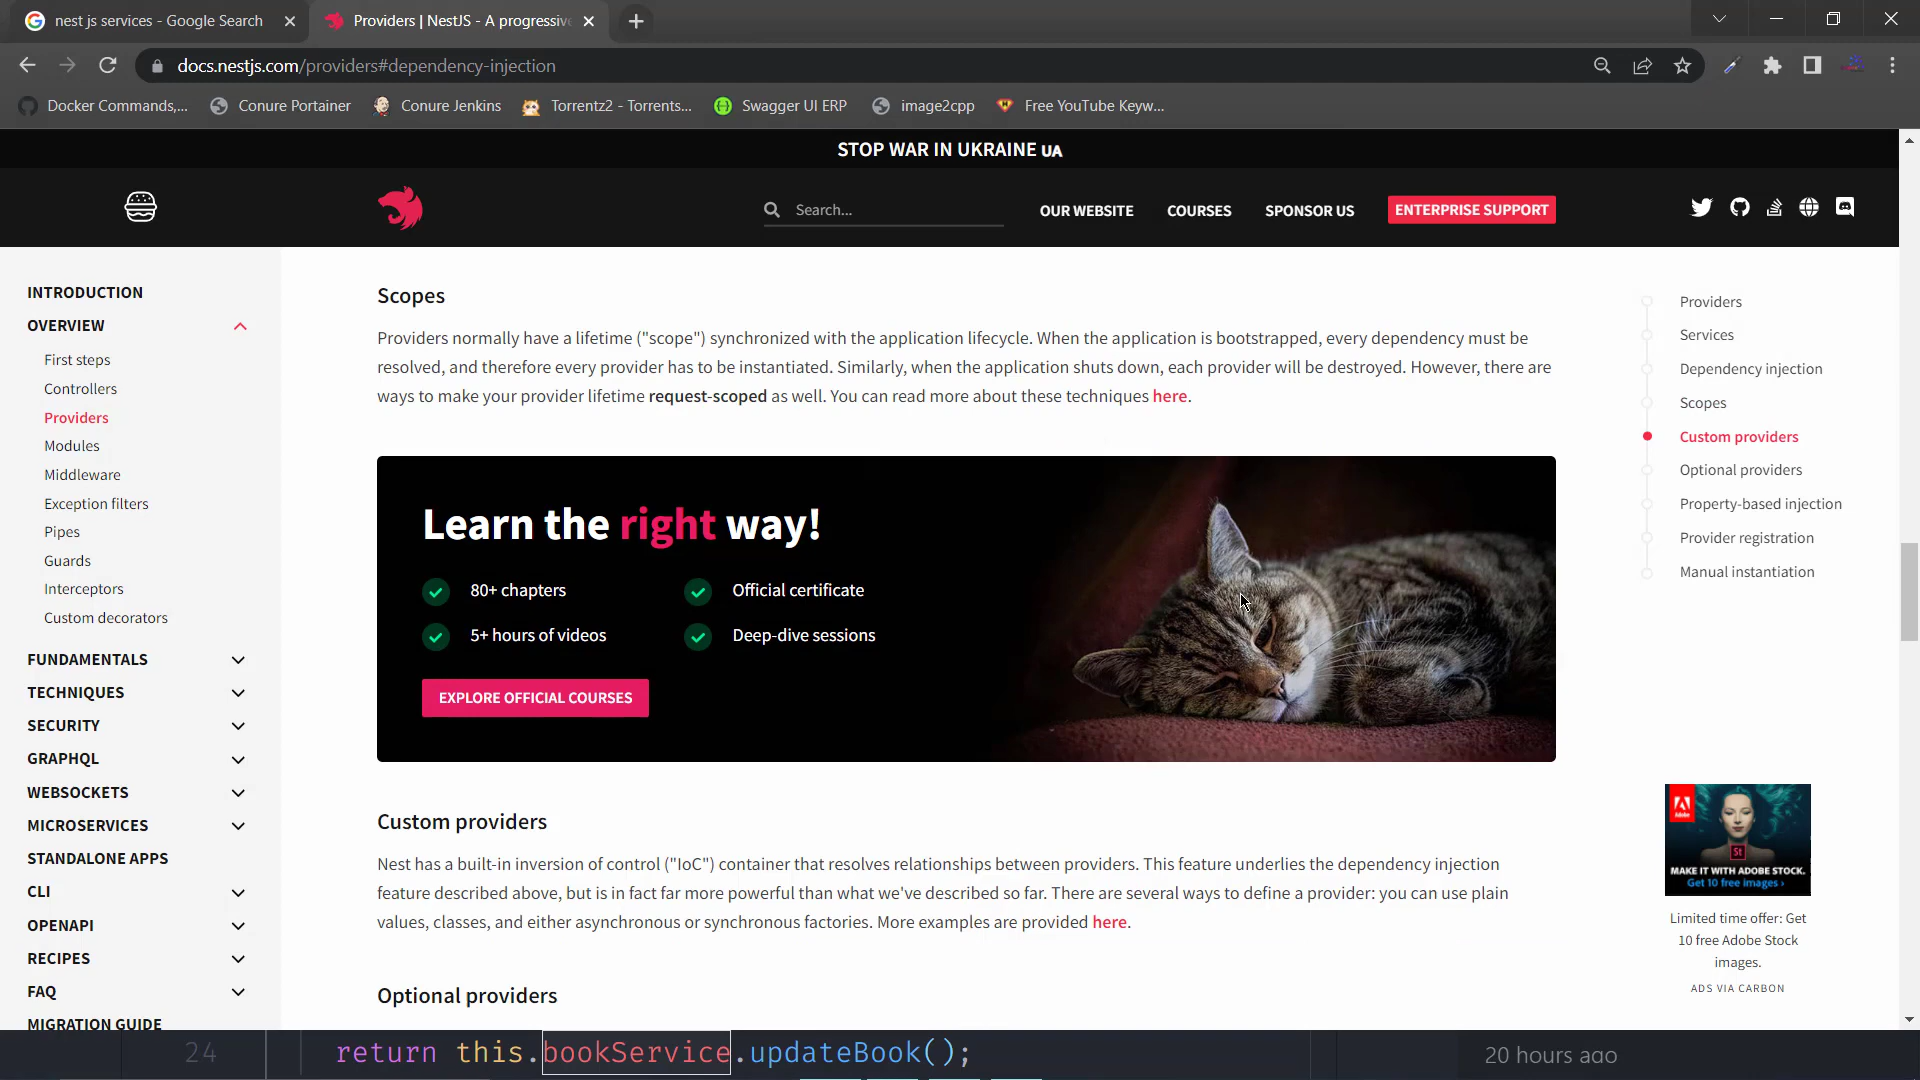 nest js services - Google Search
Providers | NestJS - A progressive
docs.nestjs.com/providers#dependency-injection
Docker Commands,... Conure Portainer Conure Jenkins Torrentz2 - Torrents... Swagger UI ERP image2cpp Free YouTube Keyw...
STOP WAR IN UKRAINE UA
Search... OUR WEBSITE COURSES SPONSOR US ENTERPRISE SUPPORT
INTRODUCTION
OVERVIEW
First steps
Controllers
Providers
Modules
Middleware
Exception filters
Pipes
Guards
Interceptors
Custom decorators
FUNDAMENTALS
TECHNIQUES
SECURITY
GRAPHQL
WEBSOCKETS
MICROSERVICES
STANDALONE APPS
CLI
OPENAPI
RECIPES
FAQ
MIGRATION GUIDE
Scopes
Providers normally have a lifetime ("scope") synchronized with the application lifecycle. When the application is bootstrapped, every dependency must be
resolved, and therefore every provider has to be instantiated. Similarly, when the application shuts down, each provider will be destroyed. However, there are
ways to make your provider lifetime request-scoped as well. You can read more about these techniques here.
Learn the right way!
80+ chapters Official certificate
5+ hours of videos Deep-dive sessions
EXPLORE OFFICIAL COURSES
Custom providers
Nest has a built-in inversion of control ("IoC") container that resolves relationships between providers. This feature underlies the dependency injection
feature described above, but is in fact far more powerful than what we've described so far. There are several ways to define a provider: you can use plain
values, classes, and either asynchronous or synchronous factories. More examples are provided here.
Optional providers
Providers
Services
Dependency injection
Scopes
Custom providers
Optional providers
Property-based injection
Provider registration
Manual instantiation
Adobe
St
MAKE IT WITH ADOBE STOCK.
Get 10 free images ›
Limited time offer: Get
10 free Adobe Stock
images.
ADS VIA CARBON
24 return this.bookService.updateBook(); 20 hours ago